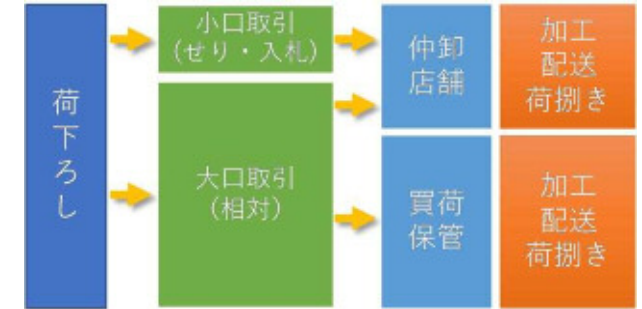 荷下ろし
小口取引
(せり・入札)
大口取引
(相対)
仲卸
店舗
買荷
保管
加工
配送
荷捌き
加工
配送
荷捌き